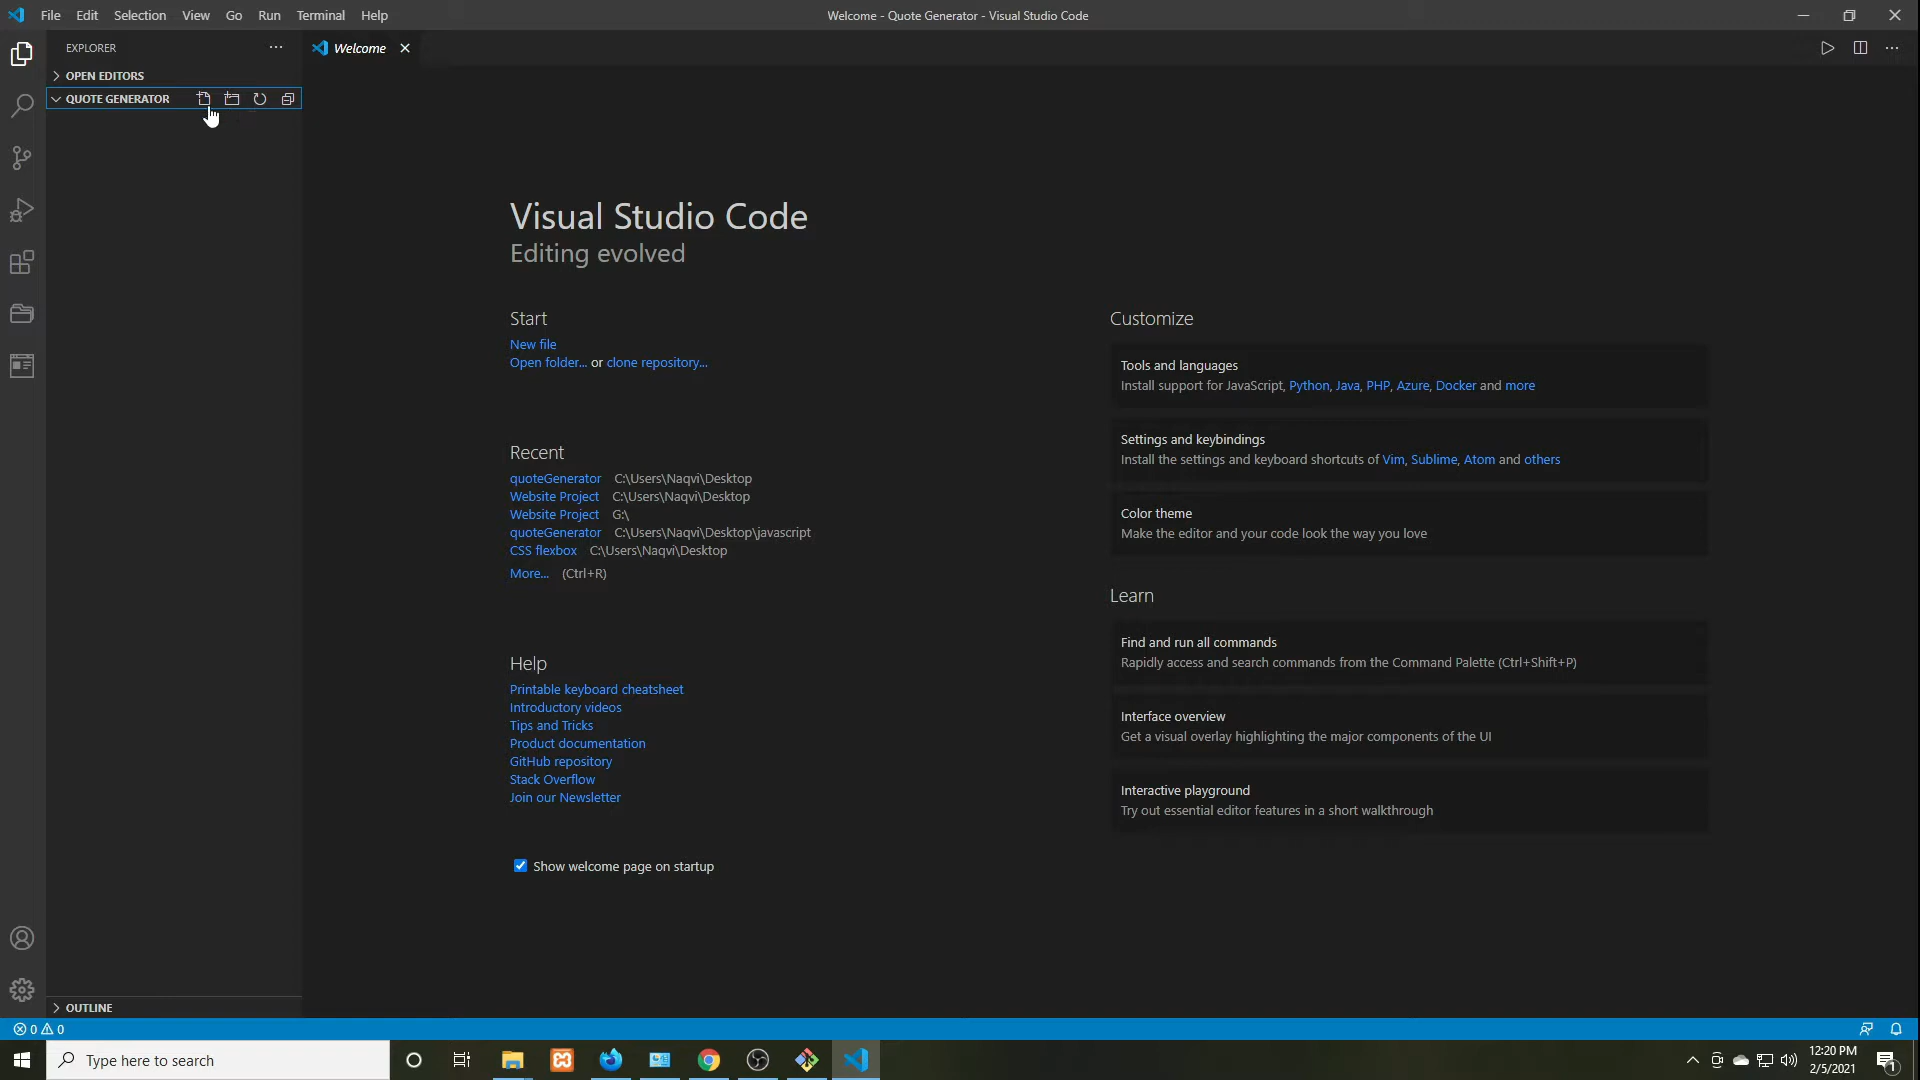 File Edit Selection View Go Run Terminal Help
Welcome - Quote Generator - Visual Studio Code
EXPLORER
Welcome
OPEN EDITORS
QUOTE GENERATOR
Visual Studio Code
Editing evolved
Start
New file
Open folder... or clone repository...
Recent
quoteGenerator C:\Users\Naqvi\Desktop
Website Project C:\Users\Naqvi\Desktop
Website Project G:\
quoteGenerator C:\Users\Naqvi\Desktop\javascript
CSS flexbox C:\Users\Naqvi\Desktop
More... (Ctrl+R)
Help
Printable keyboard cheatsheet
Introductory videos
Tips and Tricks
Product documentation
GitHub repository
Stack Overflow
Join our Newsletter
Show welcome page on startup
Customize
Tools and languages
Install support for JavaScript, Python, Java, PHP, Azure, Docker and more
Settings and keybindings
Install the settings and keyboard shortcuts of Vim, Sublime, Atom and others
Color theme
Make the editor and your code look the way you love
Learn
Find and run all commands
Rapidly access and search commands from the Command Palette (Ctrl+Shift+P)
Interface overview
Get a visual overlay highlighting the major components of the UI
Interactive playground
Try out essential editor features in a short walkthrough
OUTLINE
0 0
Type here to search
12:20 PM
2/5/2021
1